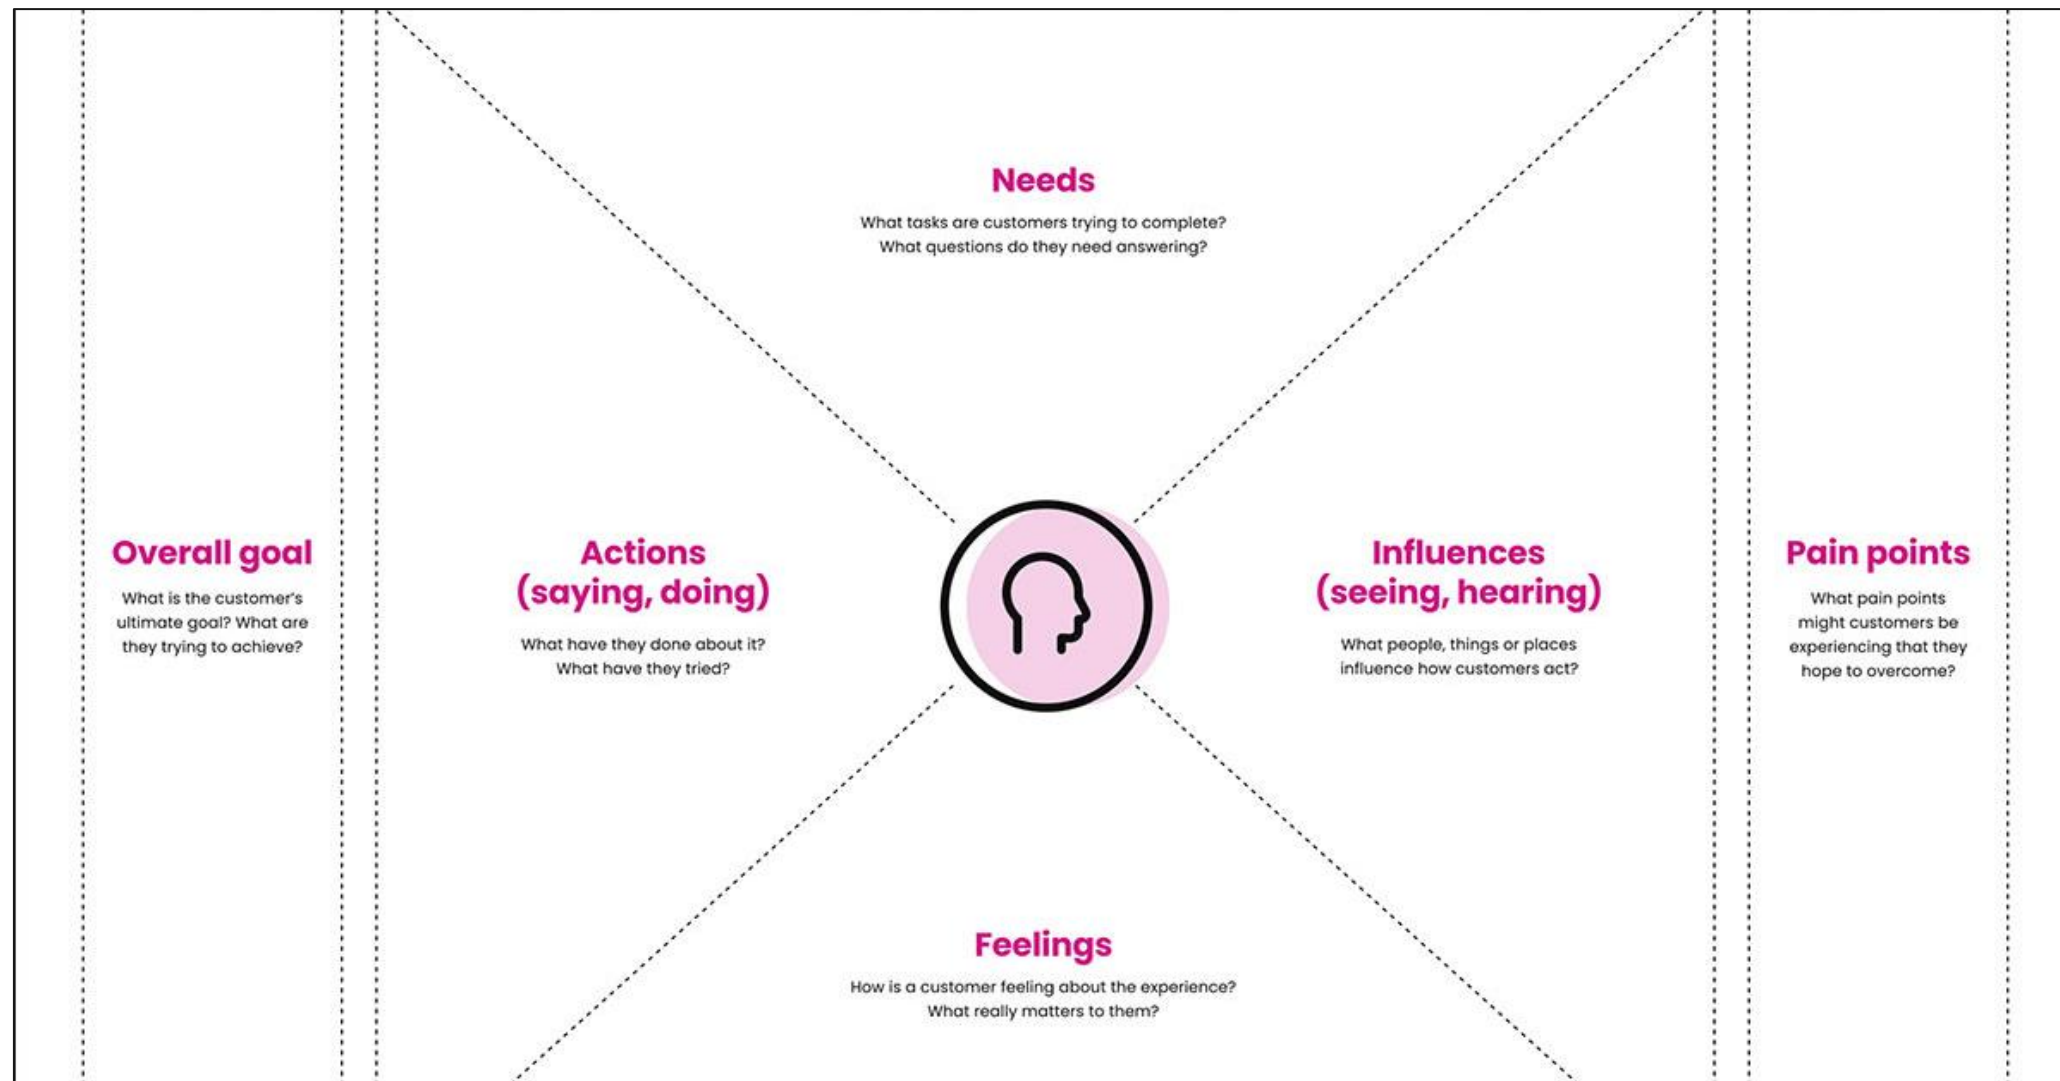 Needs
What tasks are customers trying to complete?
What questions do they need answering?
Overall goal
What is the customer's
ultimate goal? What are
they trying to achieve?
Actions
(saying, doing)
What have they done about it?
What have they tried?
Influences
(seeing, hearing)
What people, things or places
influence how customers act?
Pain points
What pain points
might customers be
experiencing that they
hope to overcome?
Feelings
How is a customer feeling about the experience?
What really matters to them?